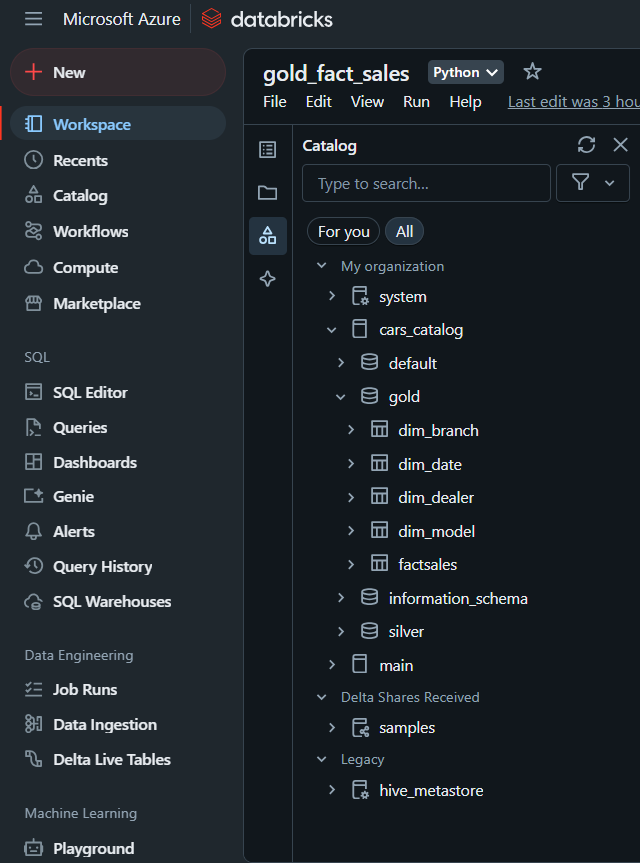 Microsoft Azure databricks
New
Workspace
Recents
Catalog
Workflows
Compute
Marketplace
SQL
SQL Editor
Queries
Dashboards
Genie
Alerts
Query History
SQL Warehouses
Data Engineering
Job Runs
Data Ingestion
Delta Live Tables
Machine Learning
Playground
gold_fact_sales Python
File Edit View Run Help Last edit was 3 hou
Catalog
Type to search...
For you All
My organization
system
cars_catalog
default
gold
dim_branch
dim_date
dim_dealer
dim_model
factsales
information_schema
silver
main
Delta Shares Received
samples
Legacy
hive_metastore